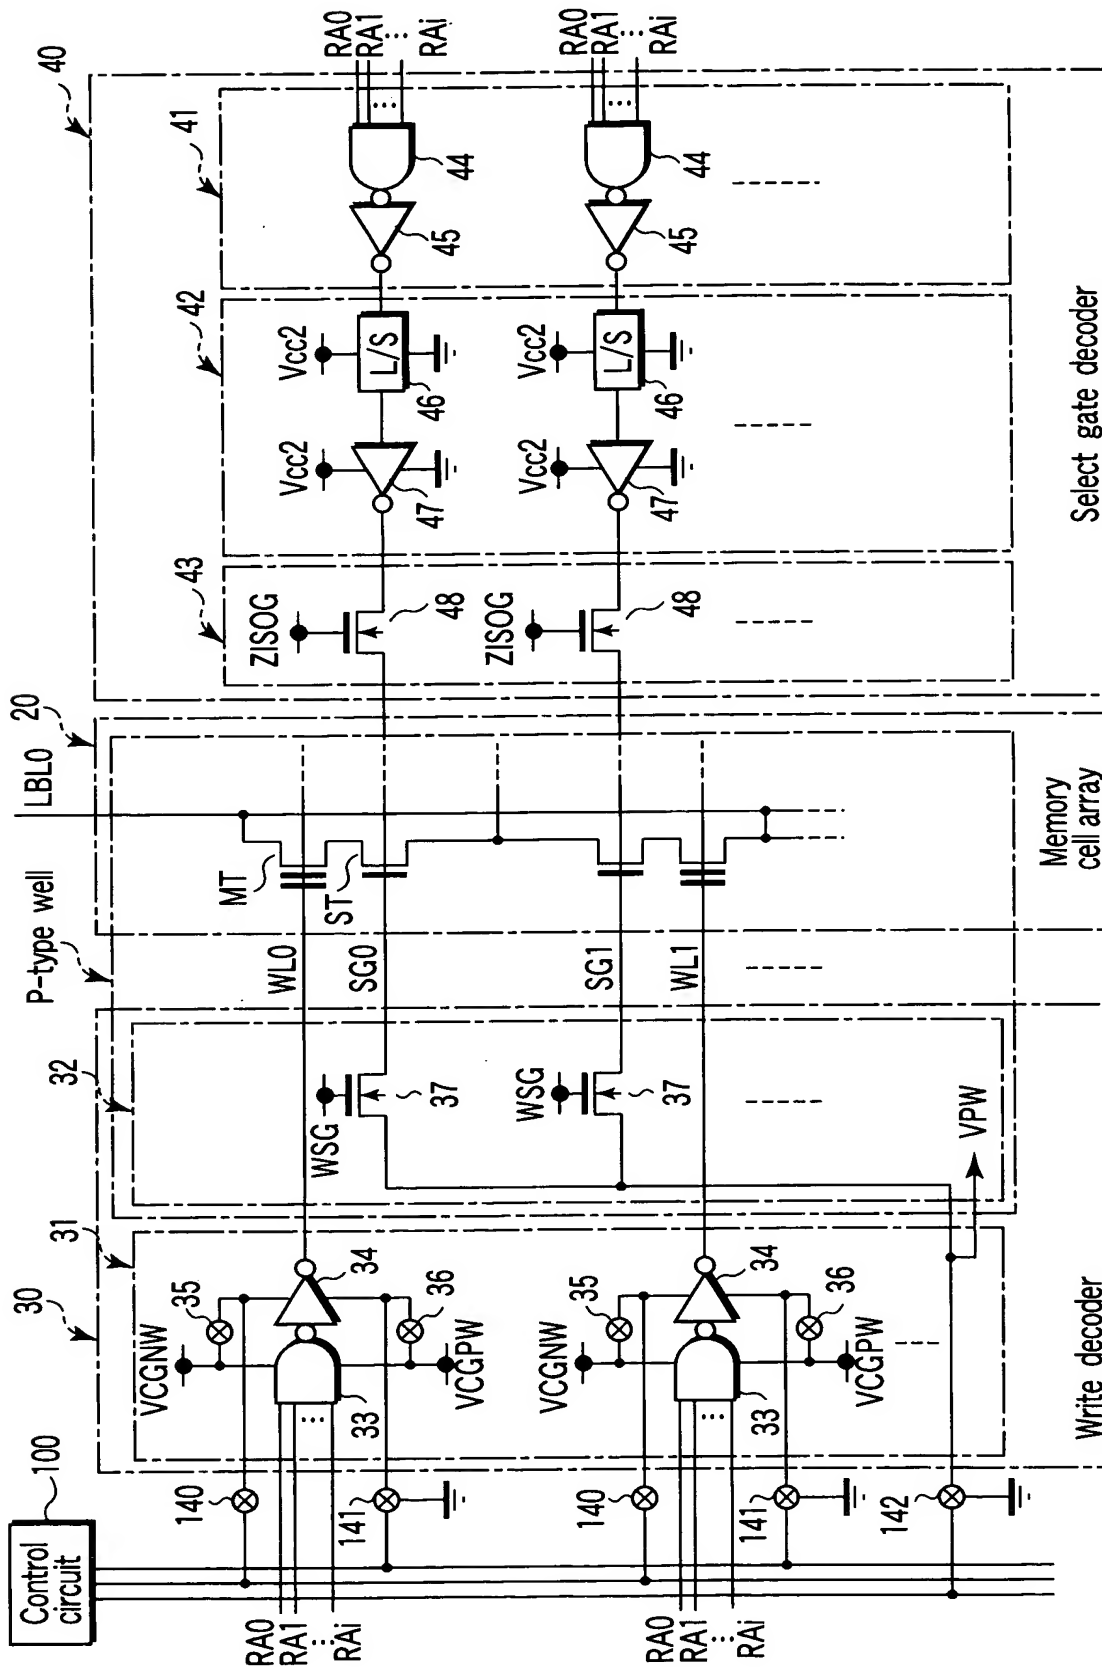 Control
circuit
100
30
31
32
P-type well
LBL0
20
43
42
41
40
RA0
RA1
⋯
RAi
140
141
VCGNW
35
33
34
36
VCGPW
WL0
WSG
37
SG0
MT
ST
ZISOG
48
Vcc2
47
Vcc2
L/S
46
45
44
⋯
RA0
RA1
⋯
RAi
RA0
RA1
⋯
RAi
140
141
142
VCGNW
35
33
34
36
VCGPW
WSG
37
SG1
WL1
VPW
ZISOG
48
Vcc2
47
Vcc2
L/S
46
45
44
⋯
RA0
RA1
⋯
RAi
Write decoder
Memory
cell array
Select gate decoder